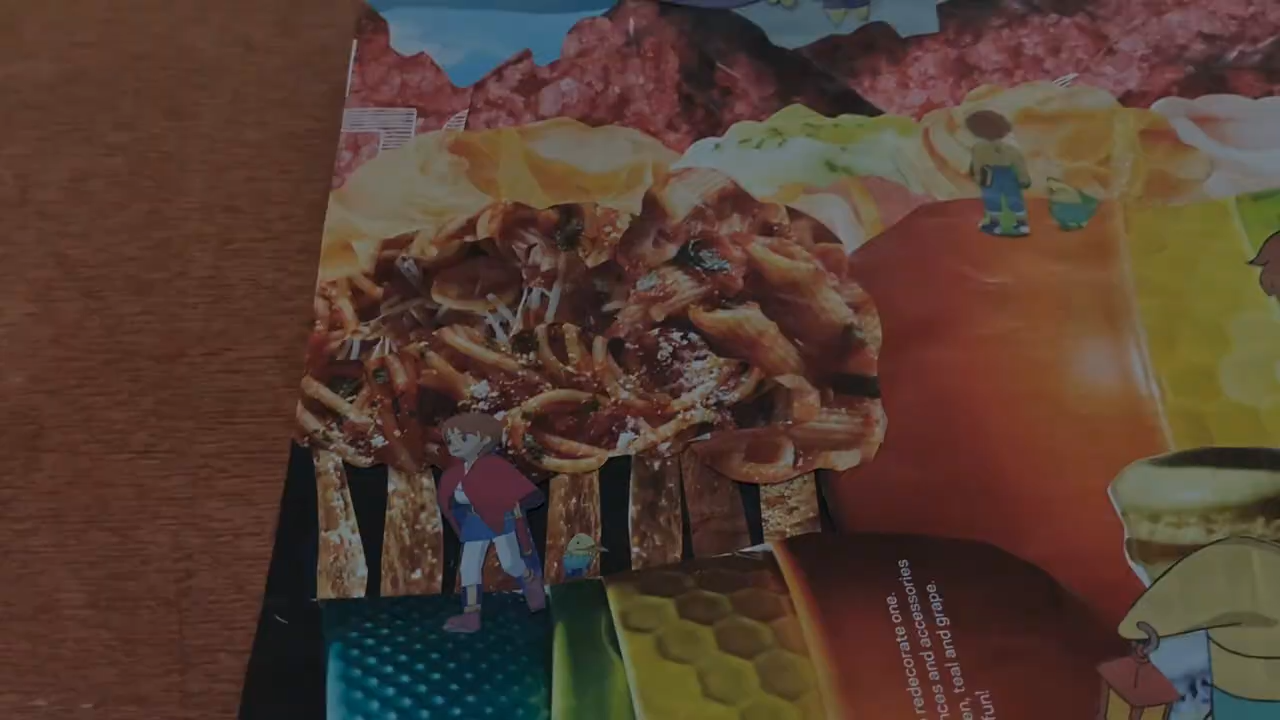 redecorate one.
nces and accessories
en, teal and grape.
fun!